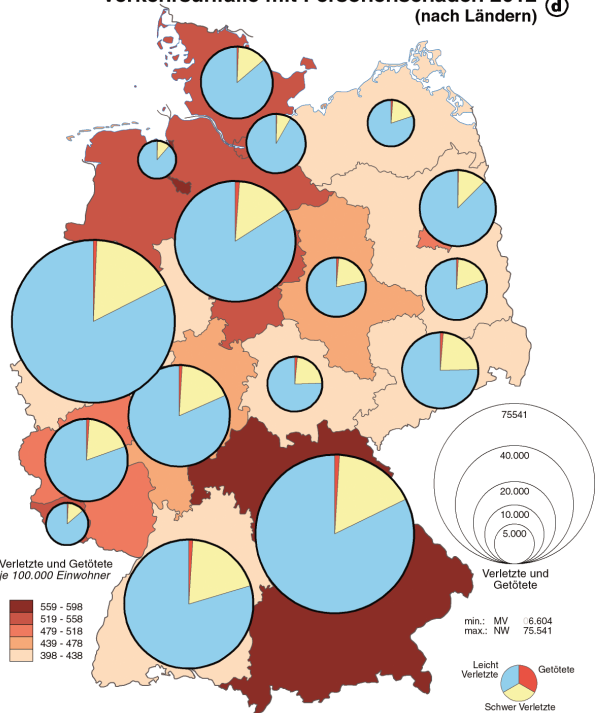 (nach Ländern) d
75541
40.000
20.000
10.000
5.000
Verletzte und
Getötete
min.: MV 6.604
max.: NW 75.541
Leicht
Verletzte
Getötete
Schwer Verletzte
Verletzte und Getötete
je 100.000 Einwohner
559 - 598
519 - 558
479 - 518
439 - 478
398 - 438